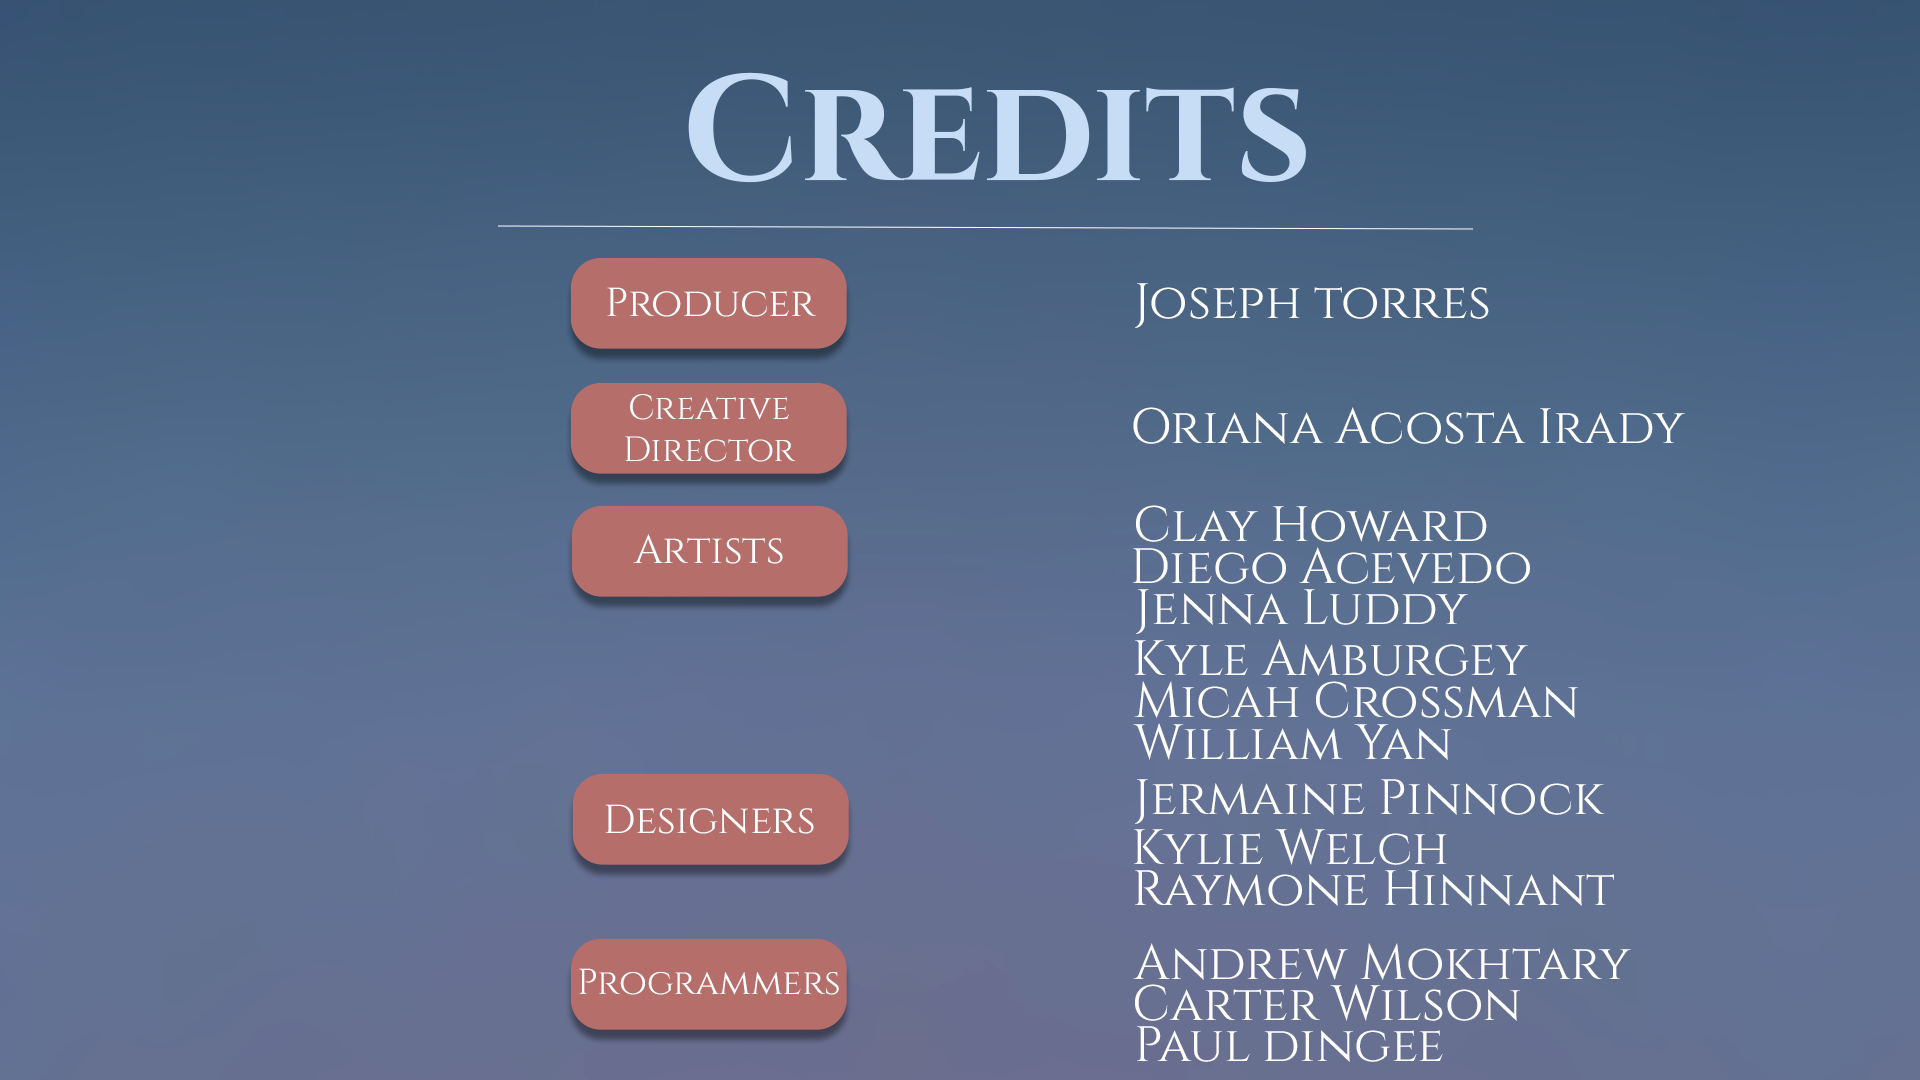 Credits
Producer
Joseph torres
Creative
Director
Oriana Acosta Irady
Artists
Clay Howard
Diego Acevedo
Jenna Luddy
Kyle Amburgey
Micah Crossman
William Yan
Designers
Jermaine Pinnock
Kylie Welch
Raymone Hinnant
Programmers
Andrew Mokhtary
Carter Wilson
Paul dingee